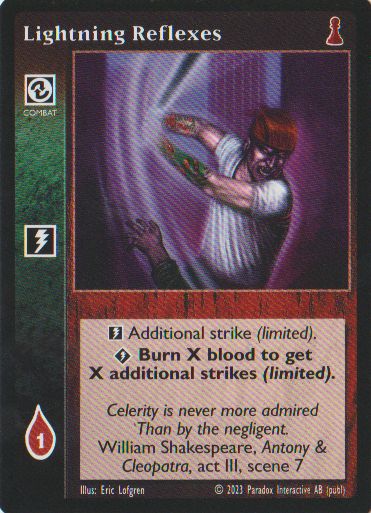 Lightning Reflexes
COMBAT
Additional strike (limited).
Burn X blood to get
X additional strikes (limited).
Celerity is never more admired
Than by the negligent.
William Shakespeare, Antony &
Cleopatra, act III, scene 7
1
Illus: Eric Lofgren © 2023 Paradox Interactive AB (publ)